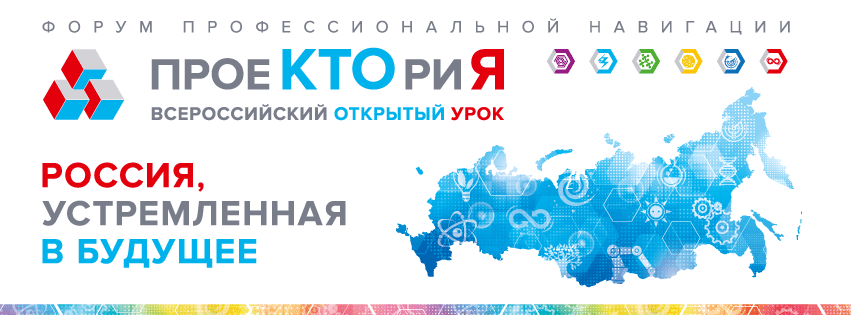 ФОРУМ ПРОФЕССИОНАЛЬНОЙ НАВИГАЦИИ
ПРОеКТОриЯ
ВСЕРОССИЙСКИЙ ОТКРЫТЫЙ УРОК
РОССИЯ,
УСТРЕМЛЕННАЯ
В БУДУЩЕЕ